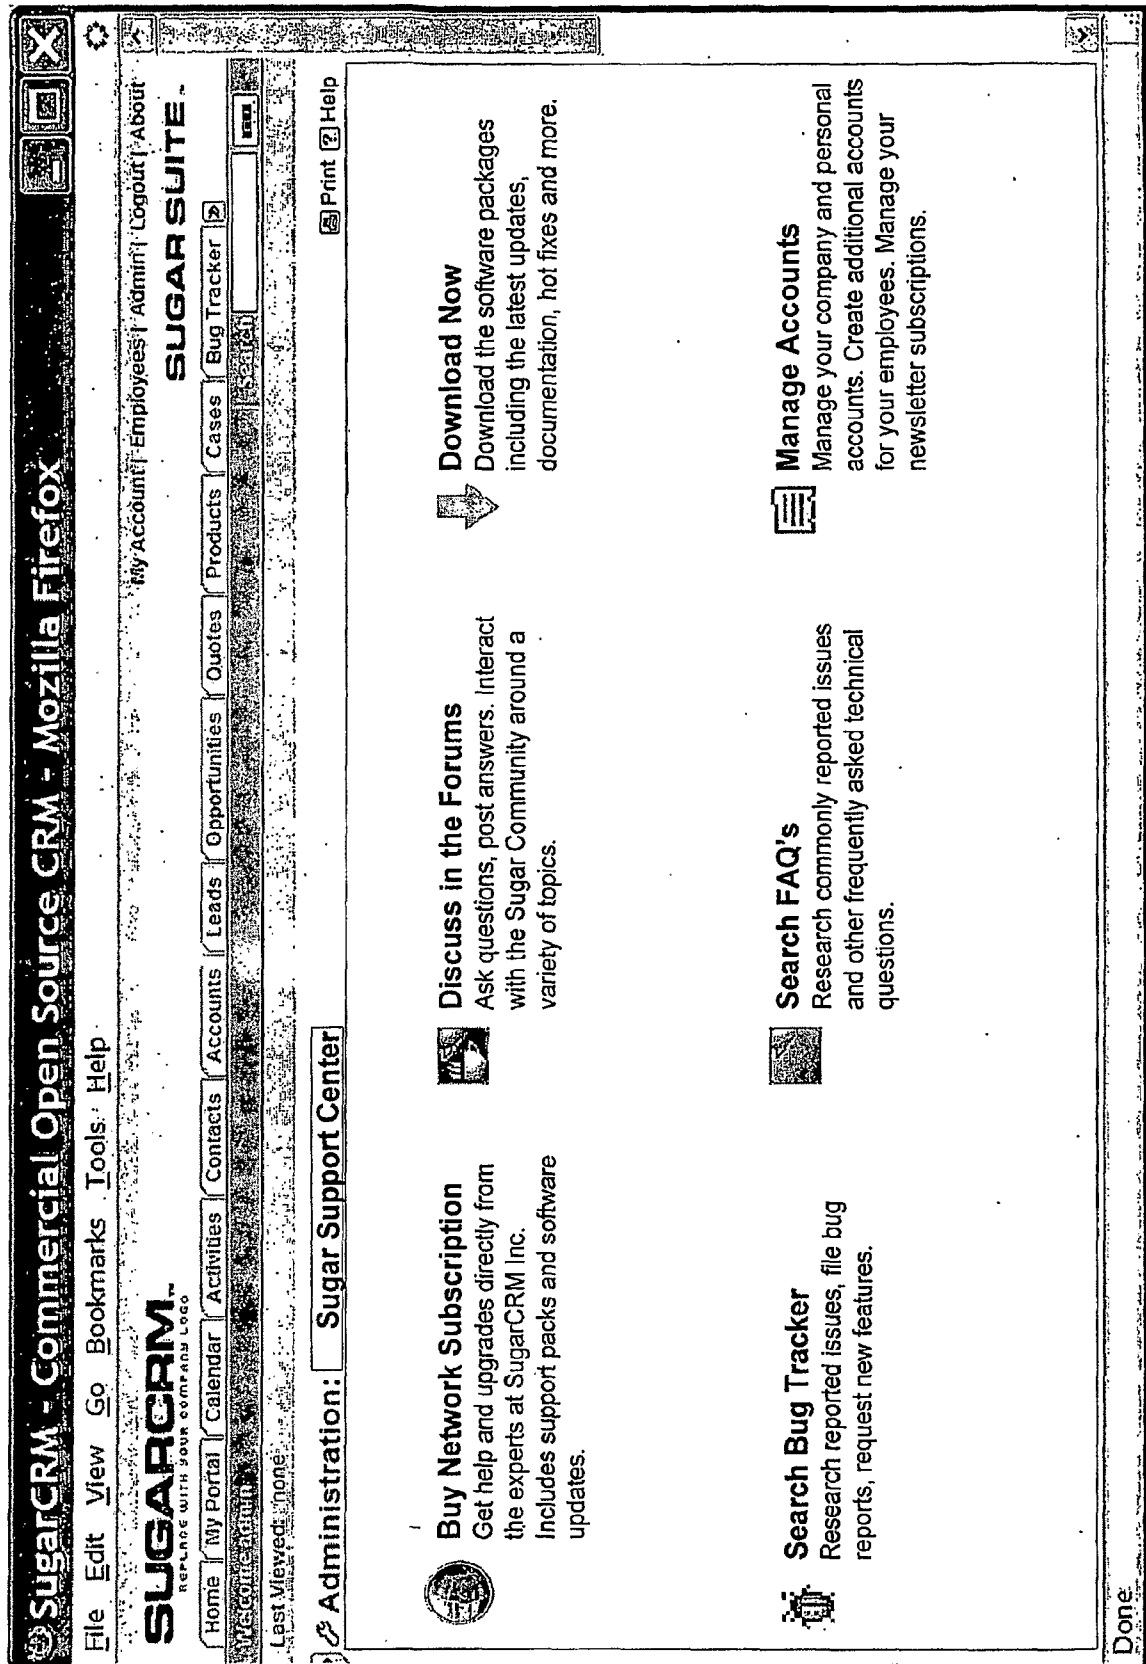 SugarCRM - Commercial Open Source CRM - Mozilla Firefox
File Edit View Go Bookmarks Tools Help
My Account | Employees | Admin | Logout | About
SUGARCRM™
REPLACE WITH YOUR COMPANY LOGO
SUGAR SUITE
Home My Portal Calendar Activities Contacts Accounts Leads Opportunities Quotes Products Cases Bug Tracker
Welcome admin Search
Last Viewed: none
Administration: Sugar Support Center Print ? Help
Buy Network Subscription
Get help and upgrades directly from
the experts at SugarCRM Inc.
Includes support packs and software
updates.
Discuss in the Forums
Ask questions, post answers. Interact
with the Sugar Community around a
variety of topics.
Download Now
Download the software packages
including the latest updates,
documentation, hot fixes and more.
Search Bug Tracker
Research reported issues, file bug
reports, request new features.
Search FAQ's
Research commonly reported issues
and other frequently asked technical
questions.
Manage Accounts
Manage your company and personal
accounts. Create additional accounts
for your employees. Manage your
newsletter subscriptions.
Done